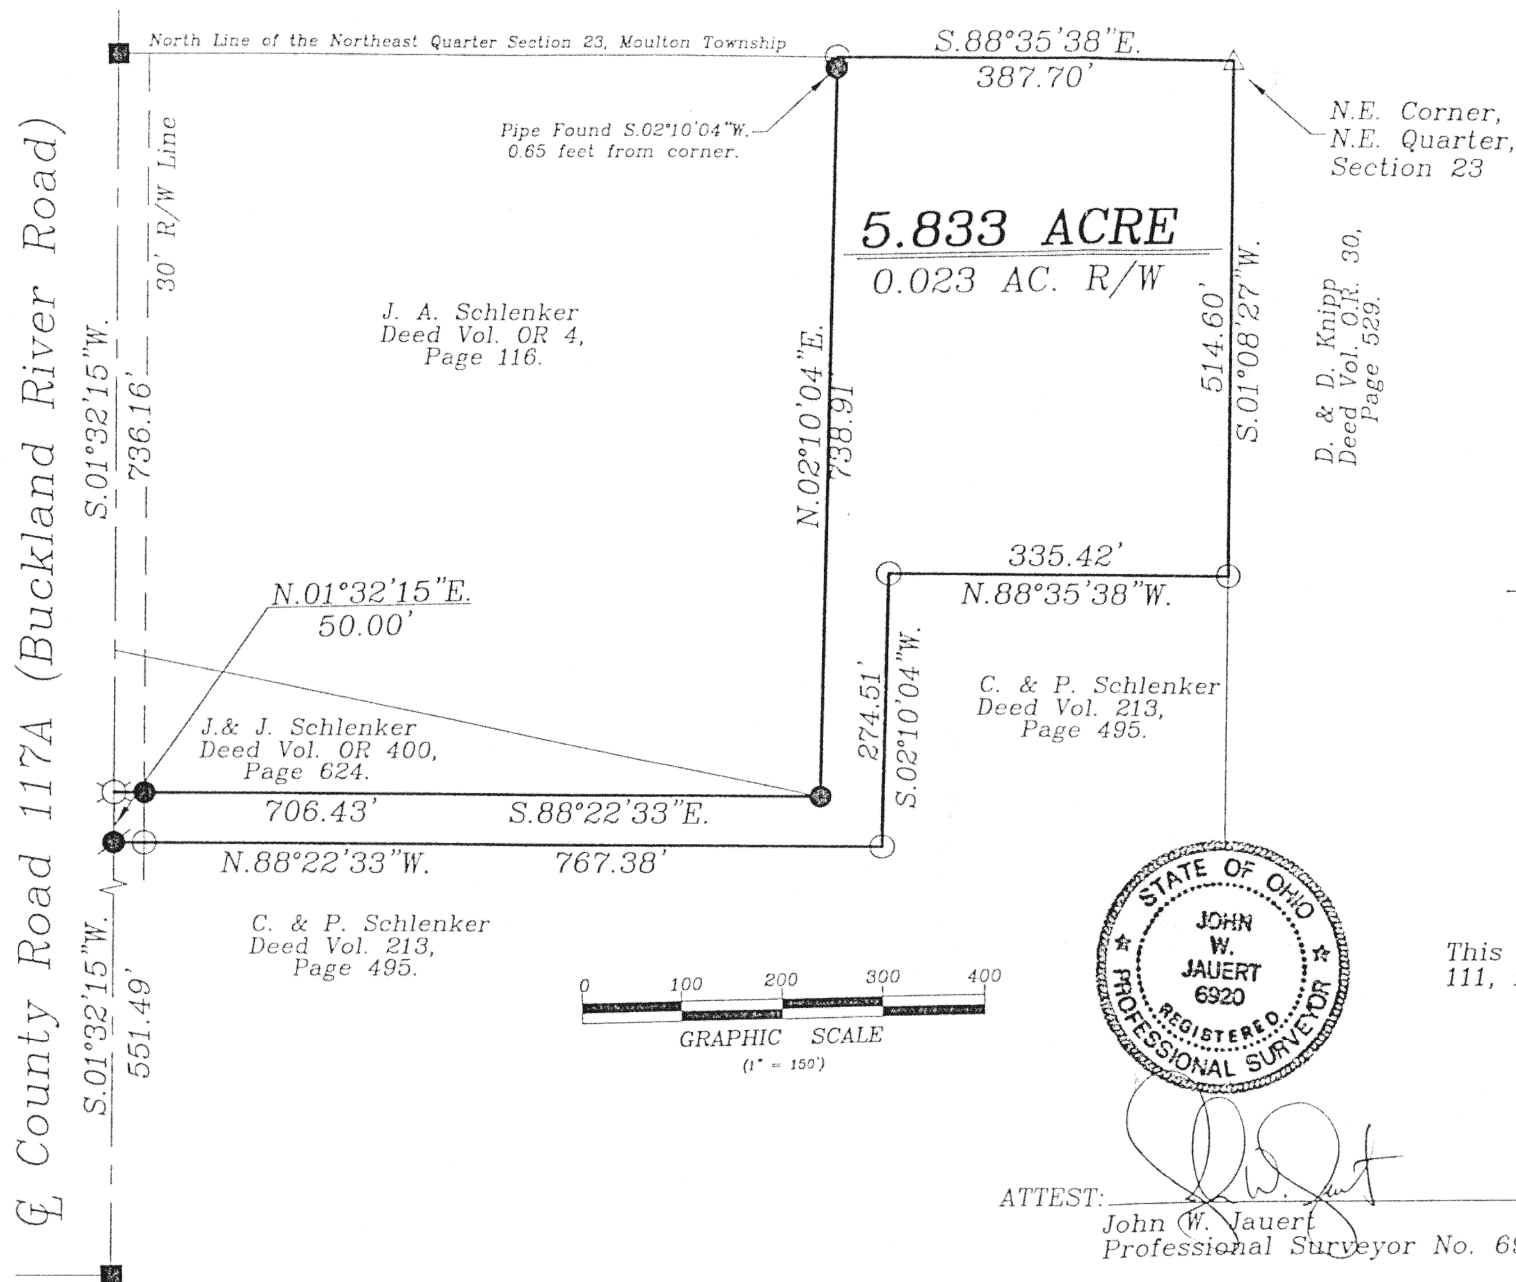 North Line of the Northeast Quarter Section 23, Moulton Township
S.88°35'38"E.
387.70'
N.E. Corner,
N.E. Quarter,
Section 23
Pipe Found S.02°10'04"W.
0.65 feet from corner.
30' R/W Line
5.833 ACRE
0.023 AC. R/W
J. A. Schlenker
Deed Vol. OR 4,
Page 116.
S.01°32'15"W.
736.16'
N.02°10'04"E.
738.91
514.60'
S.01°08'27"W.
D. & D. Knipp
Deed Vol. O.R. 30,
Page 529.
℄ County Road 117A (Buckland River Road)
N.01°32'15"E.
50.00'
335.42'
N.88°35'38"W.
274.51'
S.02°10'04"W.
C. & P. Schlenker
Deed Vol. 213,
Page 495.
J.& J. Schlenker
Deed Vol. OR 400,
Page 624.
706.43' S.88°22'33"E.
N.88°22'33"W. 767.38'
C. & P. Schlenker
Deed Vol. 213,
Page 495.
S.01°32'15"W.
551.49'
0 100 200 300 400
GRAPHIC SCALE
(1" = 150')
STATE OF OHIO
JOHN
W.
JAUERT
6920
REGISTERED
PROFESSIONAL SURVEYOR
This
111,
ATTEST:
John W. Jauert
Professional Surveyor No. 69